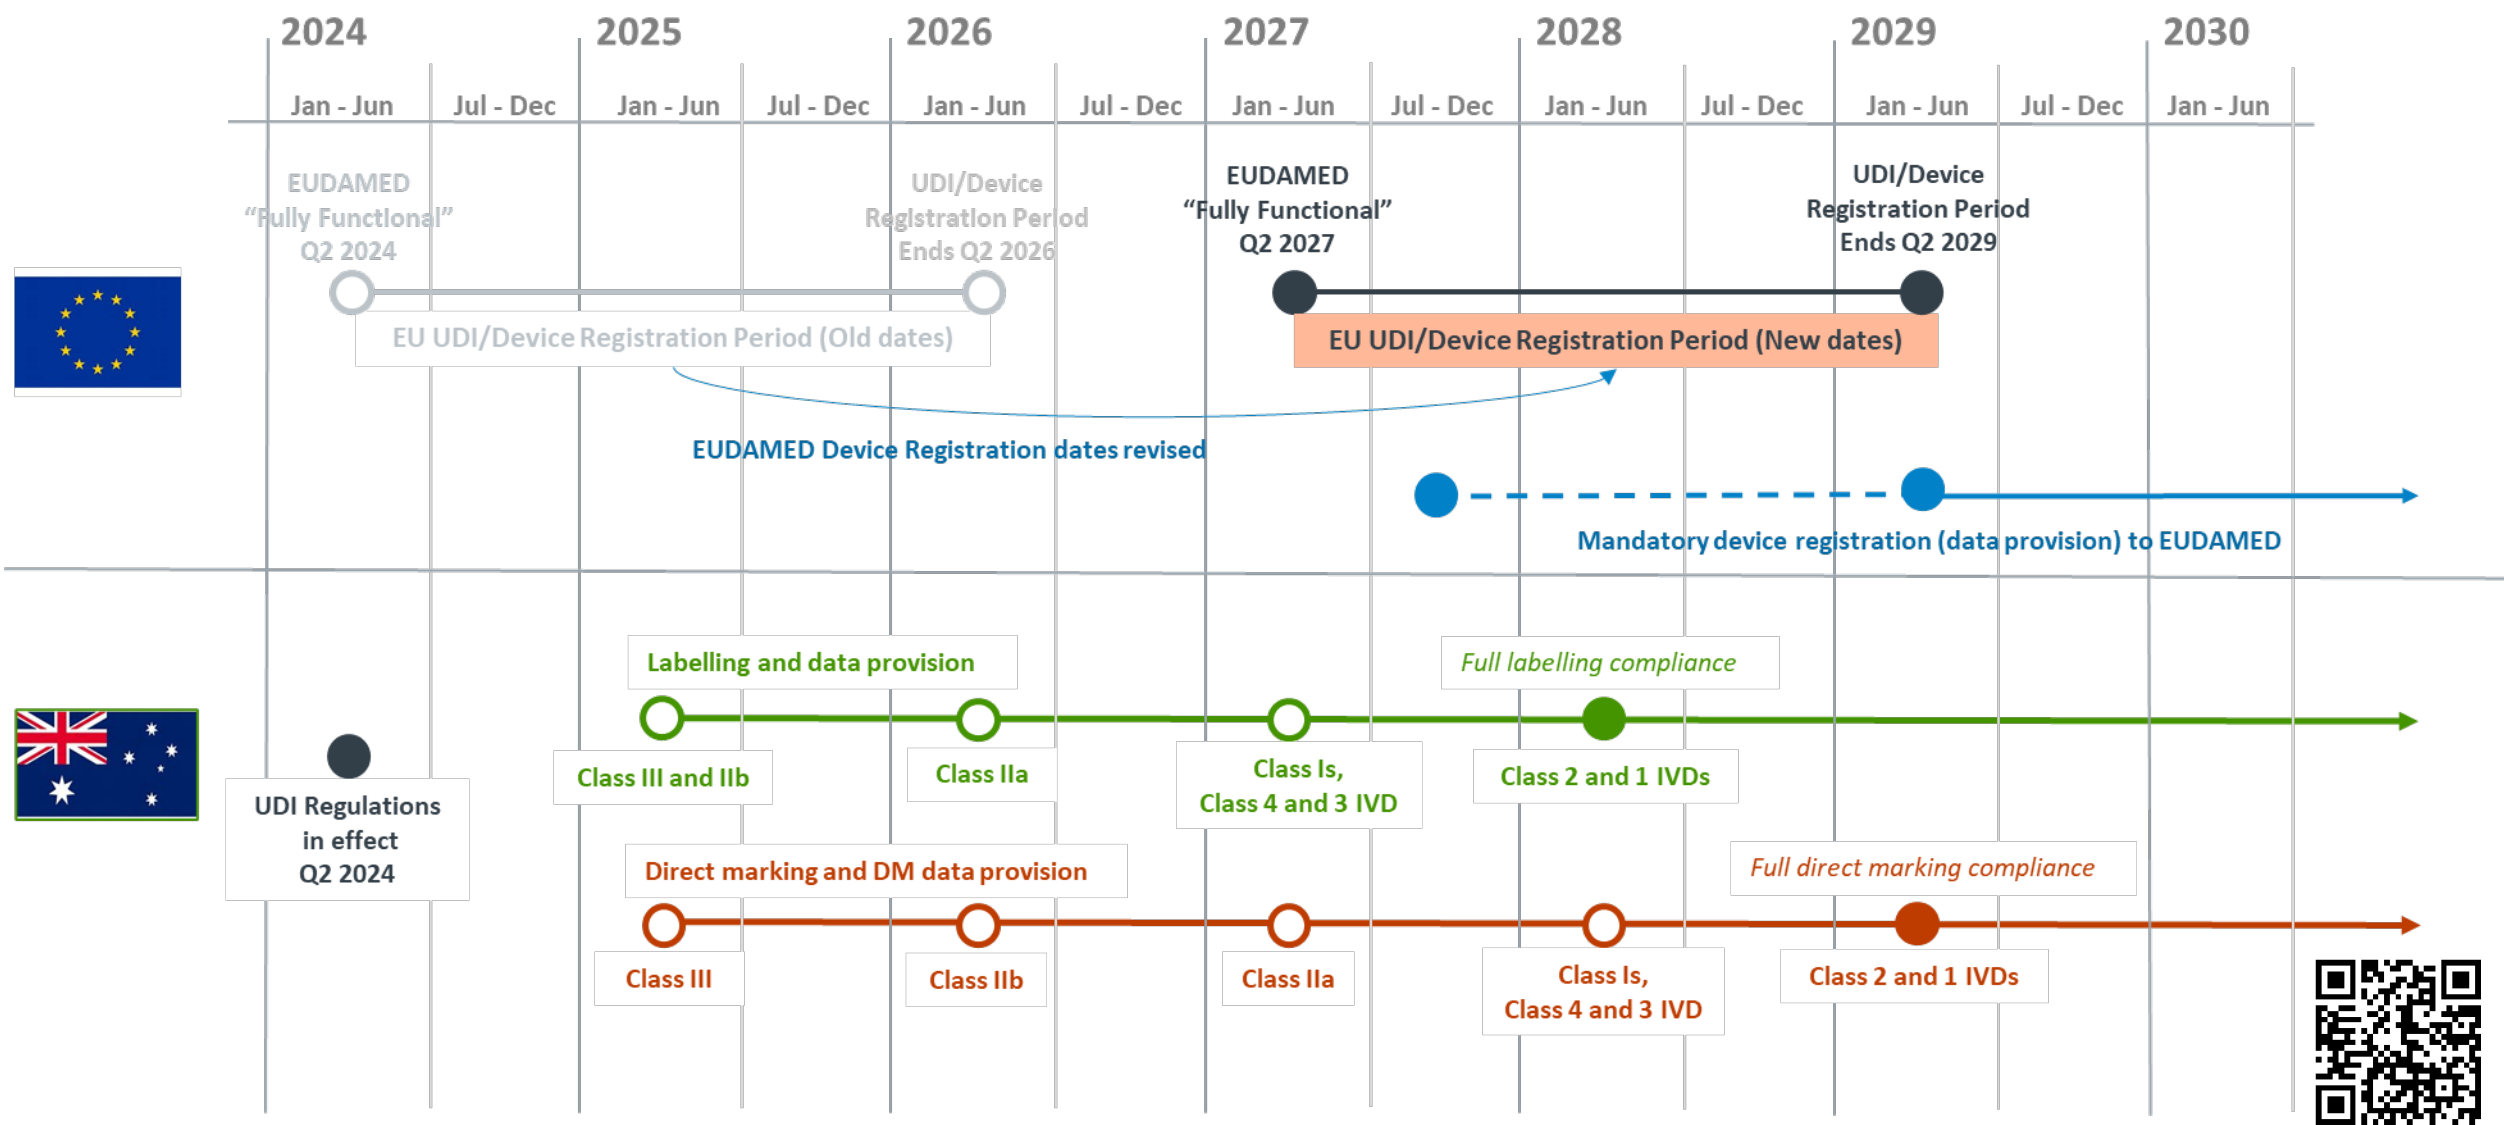 2024
2025
2026
2027
2028
2029
2030
Jan - Jun
Jul - Dec
Jan - Jun
Jul - Dec
Jan - Jun
Jul - Dec
Jan - Jun
Jul - Dec
Jan - Jun
Jul - Dec
Jan - Jun
Jul - Dec
Jan - Jun
EUDAMED
“Fully Functional”
Q2 2024
UDI/Device
Registration Period
Ends Q2 2026
EUDAMED
“Fully Functional”
Q2 2027
UDI/Device
Registration Period
Ends Q2 2029
EU UDI/Device Registration Period (Old dates)
EU UDI/Device Registration Period (New dates)
EUDAMED Device Registration dates revised
Mandatory device registration (data provision) to EUDAMED
Labelling and data provision
Full labelling compliance
Class III and IIb
Class IIa
Class Is,
Class 4 and 3 IVD
Class 2 and 1 IVDs
UDI Regulations
in effect
Q2 2024
Direct marking and DM data provision
Full direct marking compliance
Class III
Class IIb
Class IIa
Class Is,
Class 4 and 3 IVD
Class 2 and 1 IVDs